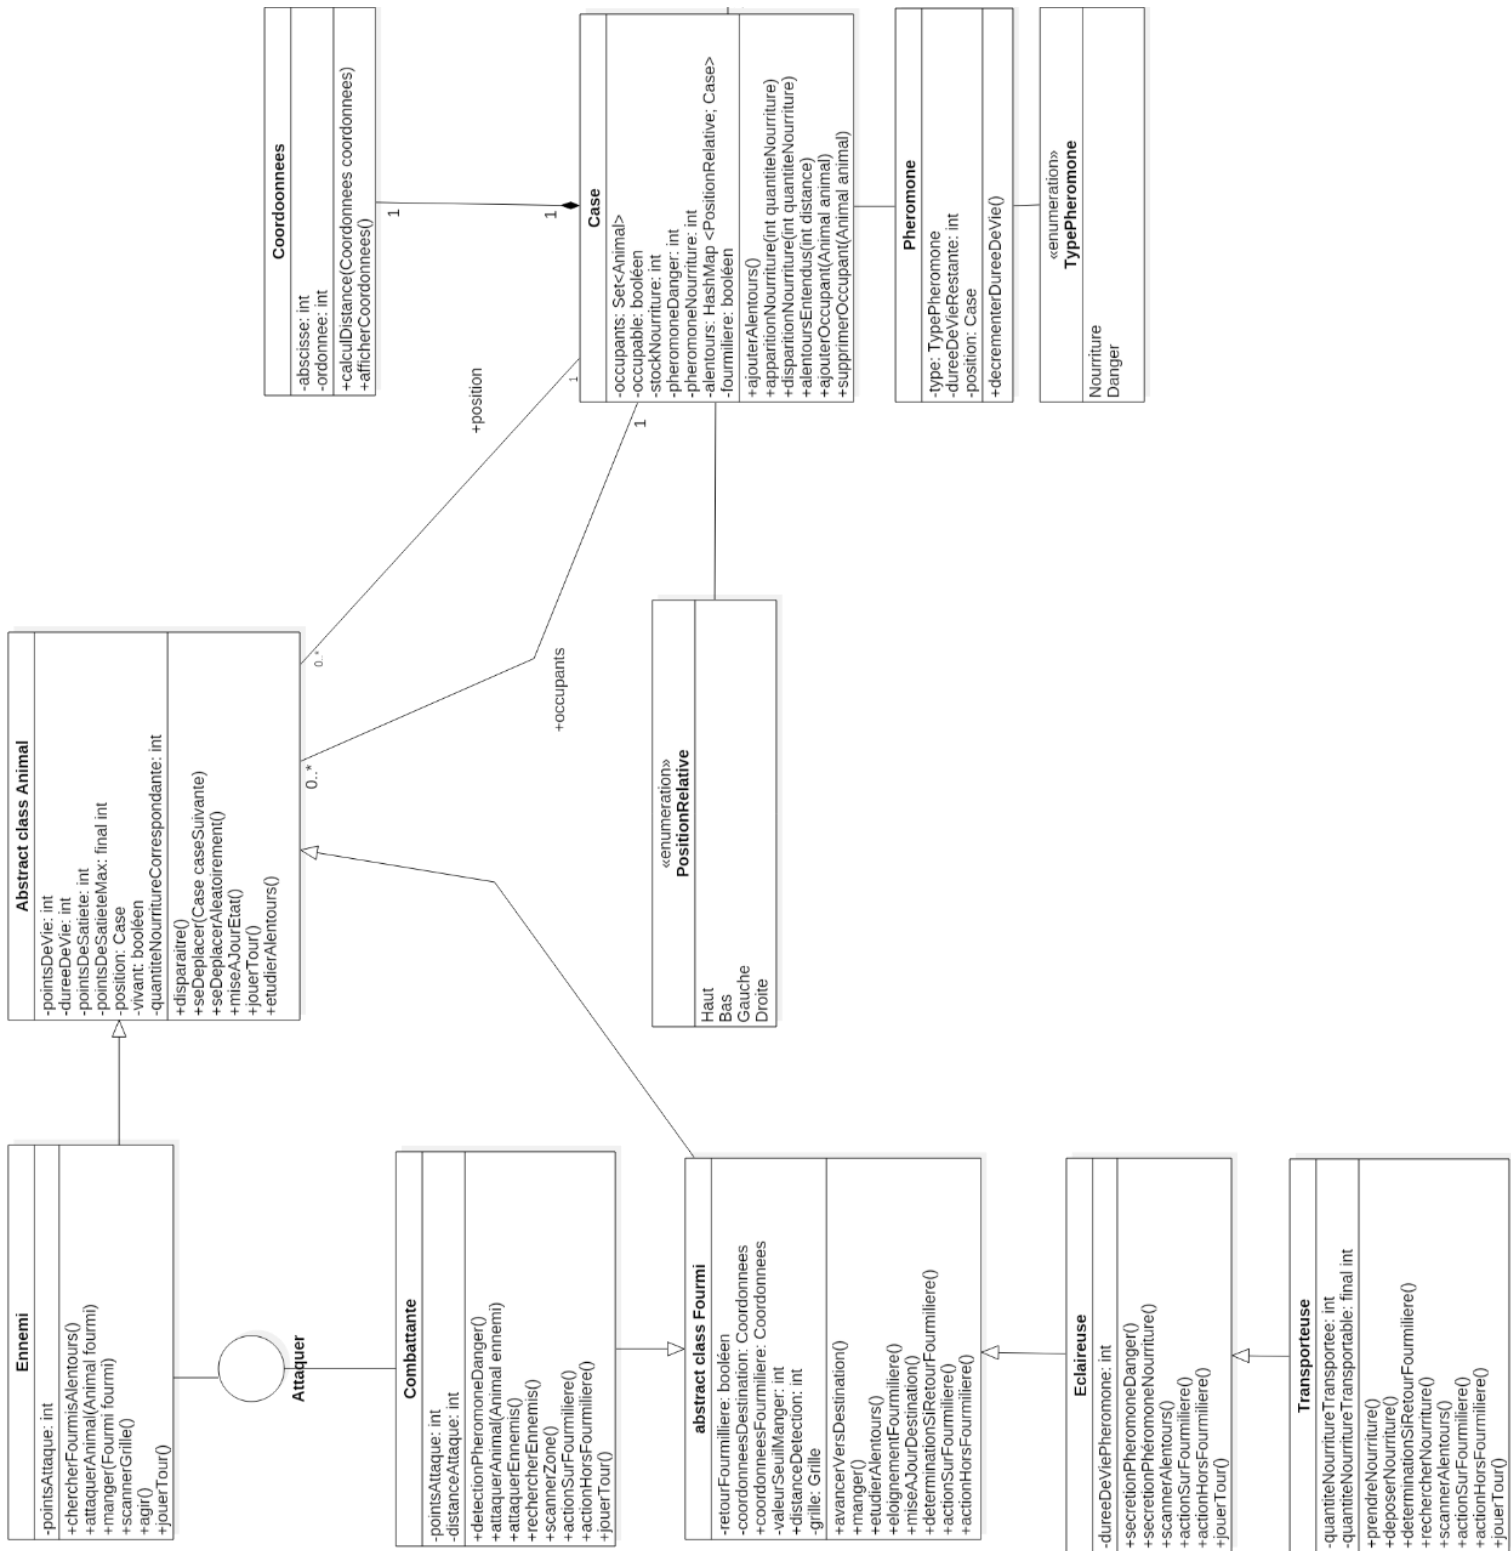 Coordoonnees
-abscisse: int
-ordonnee: int
+calculDistance(Coordonnees coordonnees)
+afficherCoordonnees()
1
1
Case
-occupants: Set<Animal>
-occupable: booléen
-stockNourriture: int
-pheromoneDanger: int
-pheromoneNourriture: int
-alentours: HashMap <PositionRelative; Case>
-fourmiliere: booléen
+ajouterAlentours()
+apparitionNourriture(int quantiteNourriture)
+disparitionNourriture(int quantiteNourriture)
+alentoursEntendus(int distance)
+ajouterOccupant(Animal animal)
+supprimerOccupant(Animal animal)
Pheromone
-type: TypePheromone
-dureeDeVieRestante: int
-position: Case
+decrementerDureeDeVie()
«enumeration»
TypePheromone
Nourriture
Danger
+position
1
0..*
1
+occupants
0..*
Abstract class Animal
-pointsDeVie: int
-dureeDeVie: int
-pointsDeSatiete: int
-pointsDeSatieteMax: final int
-position: Case
-vivant: booléen
-quantiteNourritureCorrespondante: int
+disparaitre()
+seDeplacer(Case caseSuivante)
+seDeplacerAleatoirement()
+miseAJourEtat()
+jouerTour()
+etudierAlentours()
«enumeration»
PositionRelative
Haut
Bas
Gauche
Droite
Ennemi
-pointsAttaque: int
+chercherFourmisAlentours()
+attaquerAnimal(Animal fourmi)
+manger(Fourmi fourmi)
+scannerGrille()
+agir()
+jouerTour()
Attaquer
Combattante
-pointsAttaque: int
-distanceAttaque: int
+detectionPheromoneDanger()
+attaquerAnimal(Animal ennemi)
+attaquerEnnemis()
+rechercherEnnemis()
+scannerZone()
+actionSurFourmiliere()
+actionHorsFourmiliere()
+jouerTour()
abstract class Fourmi
-retourFourmilliere: booléen
-coordonneesDestination: Coordonnees
+coordonneesFourmiliere: Coordonnees
-valeurSeuilManger: int
+distanceDetection: int
-grille: Grille
+avancerVersDestination()
+manger()
+etudierAlentours()
+eloignementFourmiliere()
+miseAJourDestination()
+determinationSiRetourFourmiliere()
+actionSurFourmiliere()
+actionHorsFourmiliere()
Eclaireuse
-dureeDeViePheromone: int
+secretionPheromoneDanger()
+secretionPhéromoneNourriture()
+scannerAlentours()
+actionSurFourmiliere()
+actionHorsFourmiliere()
+jouerTour()
Transporteuse
-quantiteNourritureTransportee: int
-quantiteNourritureTransportable: final int
+prendreNourriture()
+deposerNourriture()
+determinationSiRetourFourmiliere()
+rechercherNourriture()
+scannerAlentours()
+actionSurFourmiliere()
+actionHorsFourmiliere()
+jouerTour()